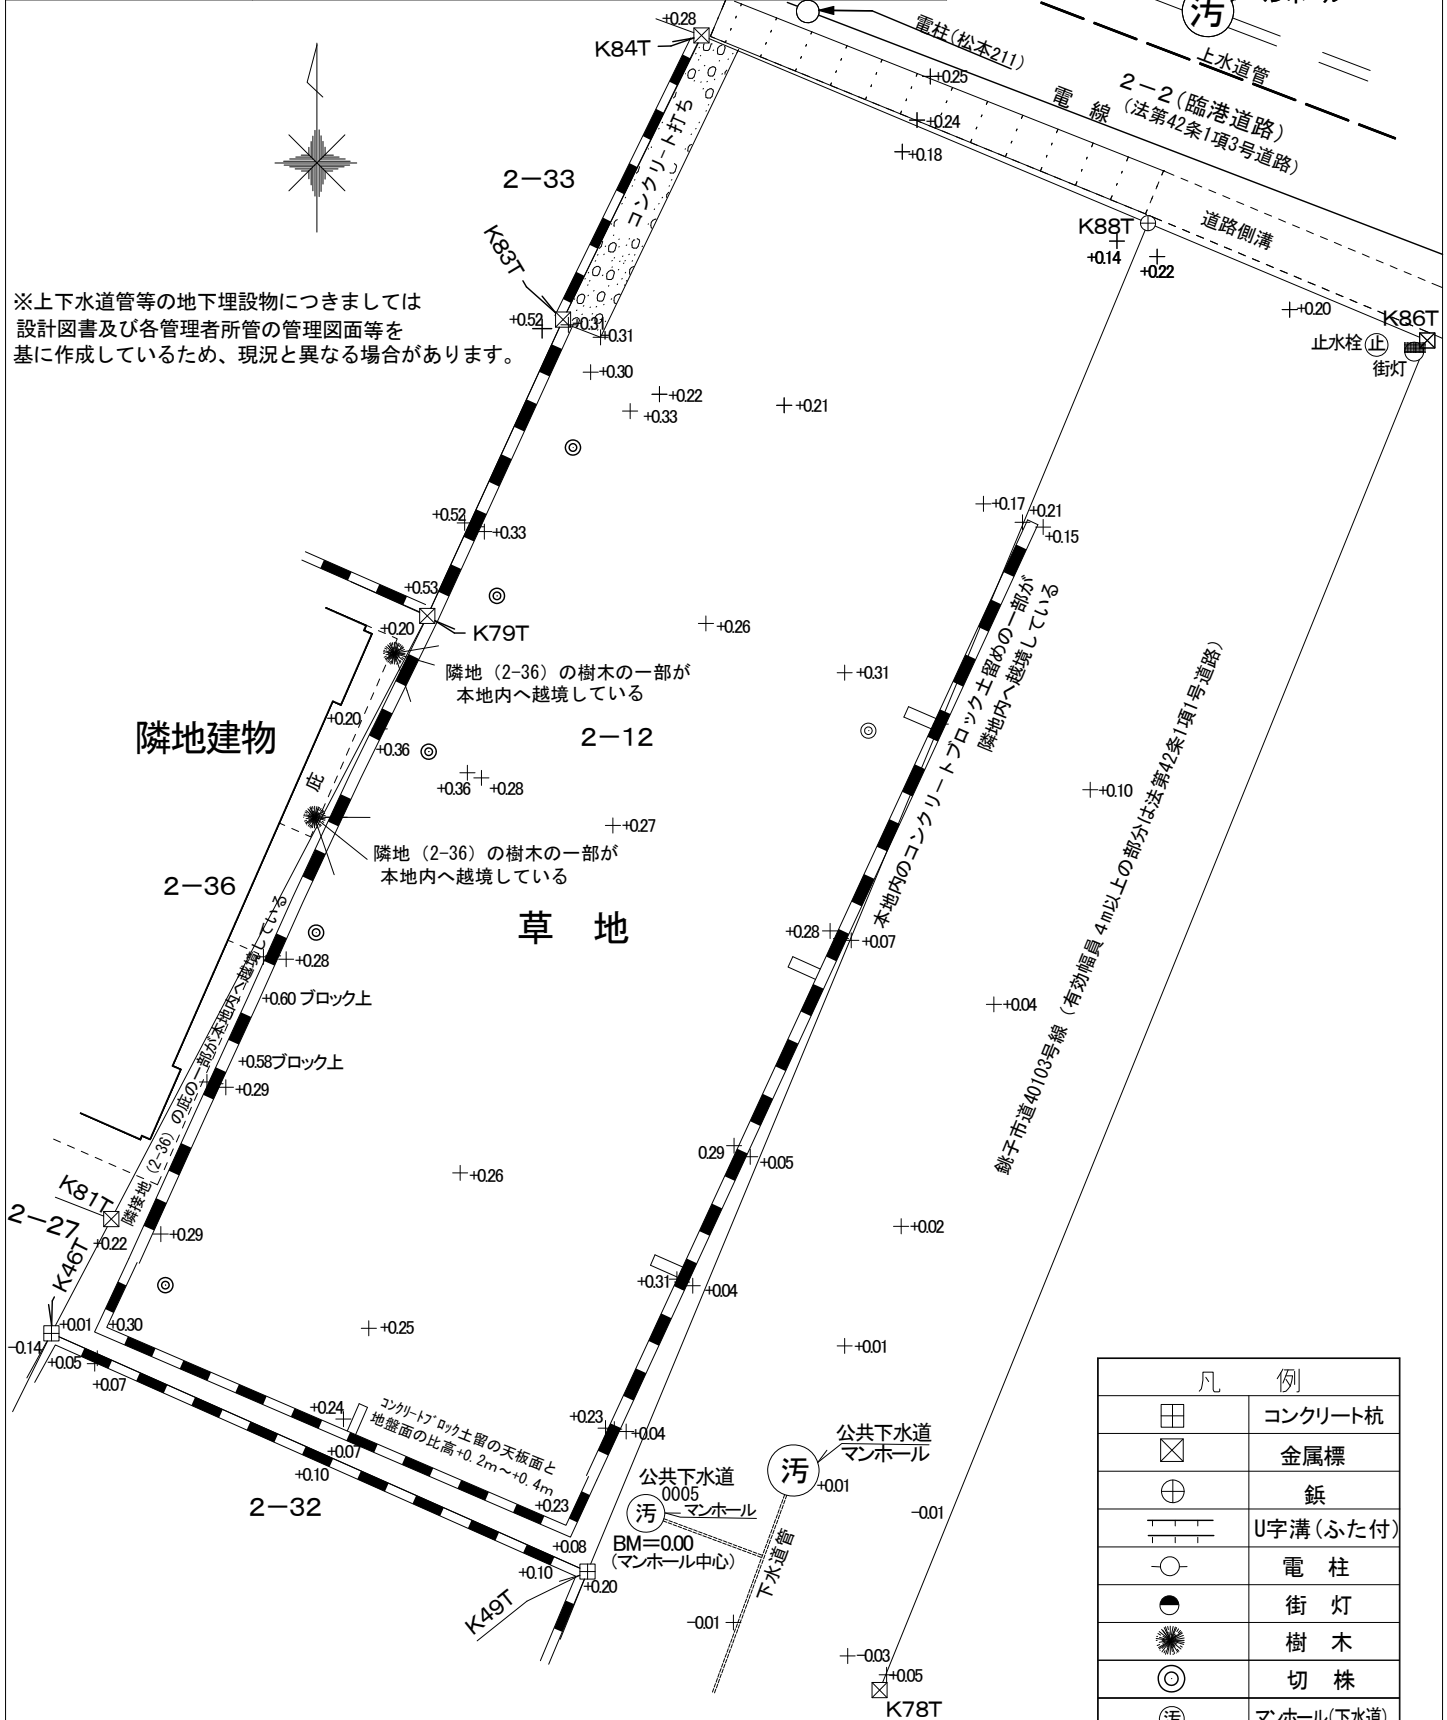 +0.28
K84T
汚
電柱(松本211)
上水道管
+0.25
2-2(臨港道路)
(法第42条1項3号道路)
電線
+0.24
+0.18
コンクリート打ち
2-33
K83T
K88T
+0.14
+0.22
道路側溝
+0.20
K86T
止水栓 止
街灯
※上下水道管等の地下埋設物につきましては
設計図書及び各管理者所管の管理図面等を
基に作成しているため、現況と異なる場合があります。
+0.52
+0.31
+0.31
+0.30
+0.22
+0.33
+0.21
+0.17
+0.21
+0.15
+0.52
+0.33
+0.53
K79T
+0.20
+0.26
隣地(2-36)の樹木の一部が
本地内へ越境している
+0.31
本地内のコンクリートブロック土留めの一部が
隣地内へ越境している
+0.20
隣地建物
+0.36
2-12
庇
+0.36
+0.28
+0.10
+0.27
隣地(2-36)の樹木の一部が
本地内へ越境している
2-36
草 地
銚子市道40103号線(有効幅員 4m以上の部分は法第42条1項1号道路)
+0.28
+0.07
+0.28
+0.60 ブロック上
+0.04
隣接地(2-36)の庇の一部が本地内へ越境している
+0.58ブロック上
+0.29
0.29
+0.05
+0.26
K81T
2-27
+0.22
+0.29
+0.02
K46T
+0.31
+0.04
+0.01
+0.30
+0.25
-0.14
+0.05
+0.07
+0.01
+0.24
コンクリートブロック土留の天板面と
地盤面の比高+0.2m~+0.4m
+0.07
+0.10
+0.23
+0.04
2-32
+0.23
+0.08
+0.10
+0.20
K49T
公共下水道
0005
マンホール
汚
BM=0.00
(マンホール中心)
公共下水道
マンホール
汚
+0.01
下水道管
-0.01
-0.01
-0.03
+0.05
K78T
凡 例
コンクリート杭
金属標
鋲
U字溝(ふた付)
電 柱
街 灯
樹 木
切 株
汚 マンホール(下水道)